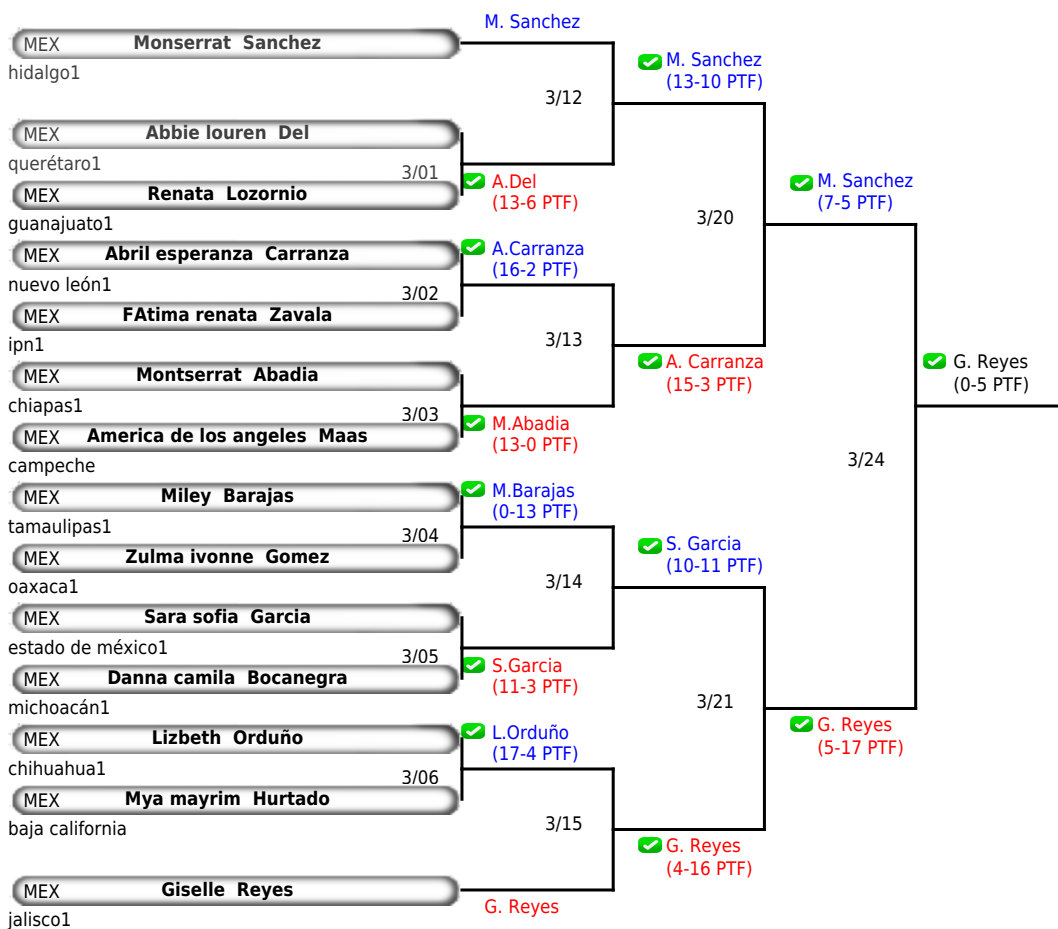 M. Sanchez
MEX Monserrat Sanchez
hidalgo1
M. Sanchez
(13-10 PTF)
3/12
MEX Abbie louren Del
querétaro1
3/01
A.Del
(13-6 PTF)
MEX Renata Lozornio
guanajuato1
M. Sanchez
(7-5 PTF)
3/20
MEX Abril esperanza Carranza
nuevo león1
A.Carranza
(16-2 PTF)
3/02
MEX FAtima renata Zavala
ipn1
3/13
MEX Montserrat Abadia
chiapas1
A. Carranza
(15-3 PTF)
G. Reyes
(0-5 PTF)
3/03
MEX America de los angeles Maas
campeche
M.Abadia
(13-0 PTF)
3/24
MEX Miley Barajas
tamaulipas1
M.Barajas
(0-13 PTF)
3/04
MEX Zulma ivonne Gomez
oaxaca1
S. Garcia
(10-11 PTF)
3/14
MEX Sara sofia Garcia
estado de méxico1
3/05
MEX Danna camila Bocanegra
michoacán1
S.Garcia
(11-3 PTF)
3/21
MEX Lizbeth Orduño
chihuahua1
L.Orduño
(17-4 PTF)
G. Reyes
(5-17 PTF)
3/06
MEX Mya mayrim Hurtado
baja california
3/15
G. Reyes
(4-16 PTF)
MEX Giselle Reyes
jalisco1
G. Reyes